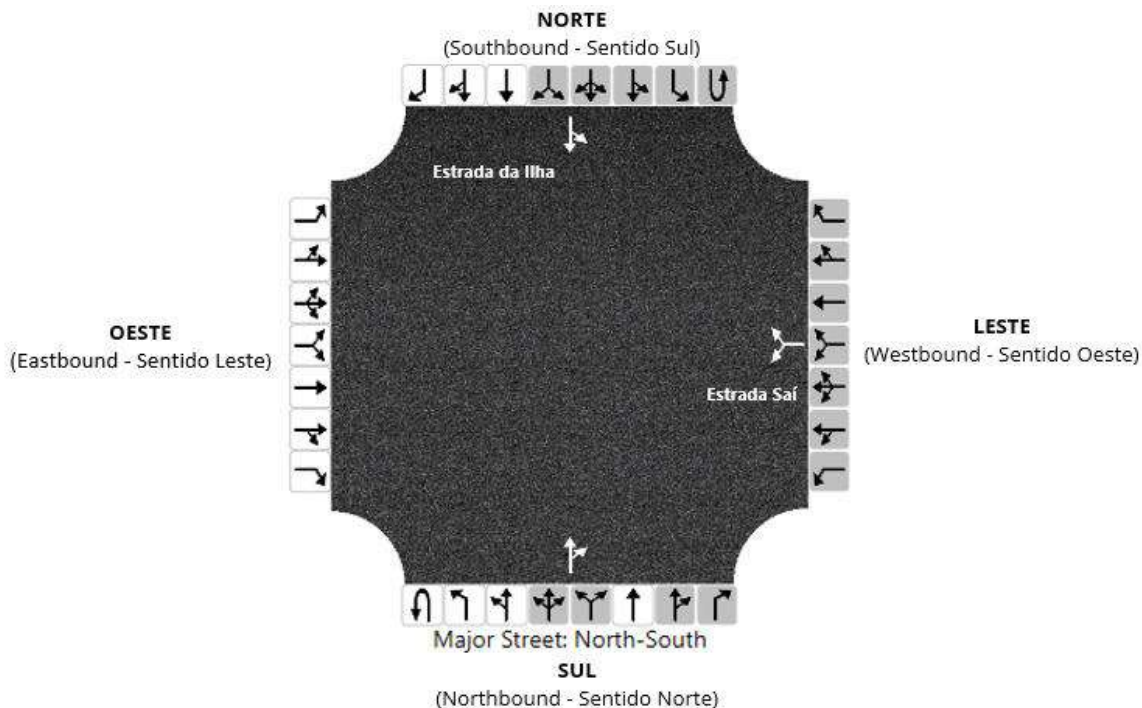 NORTE
(Southbound - Sentido Sul)
Estrada da Ilha
OESTE
(Eastbound - Sentido Leste)
LESTE
(Westbound - Sentido Oeste)
Estrada Saí
Major Street: North-South
SUL
(Northbound - Sentido Norte)